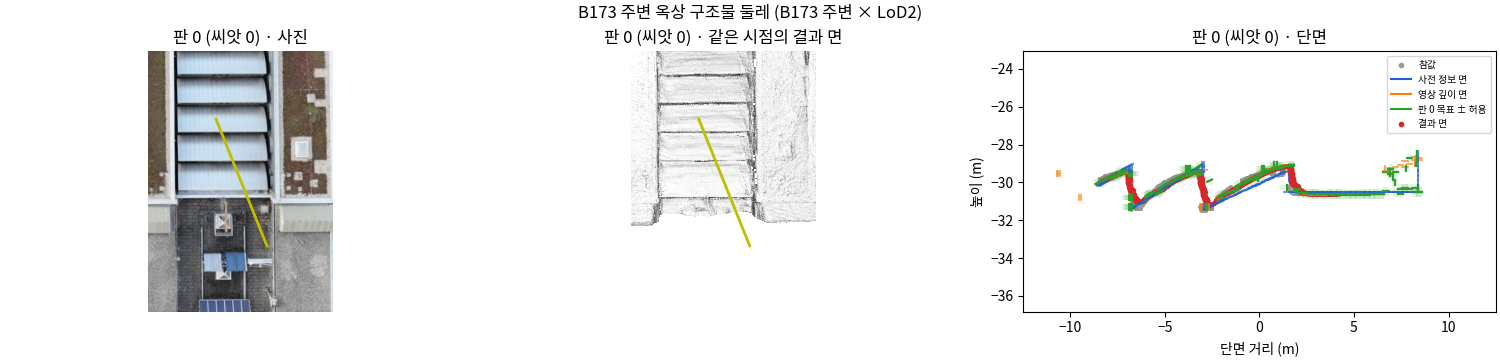 B173 주변 옥상 구조물 둘레 (B173 주변 × LoD2)
판 0 (씨앗 0) · 사진
판 0 (씨앗 0) · 같은 시점의 결과 면
판 0 (씨앗 0) · 단면
참값
사전 정보 면
영상 깊이 면
판 0 목표 ± 허용
결과 면
높이 (m)
−24
−26
−28
−30
−32
−34
−36
−10
−5
0
5
10
단면 거리 (m)